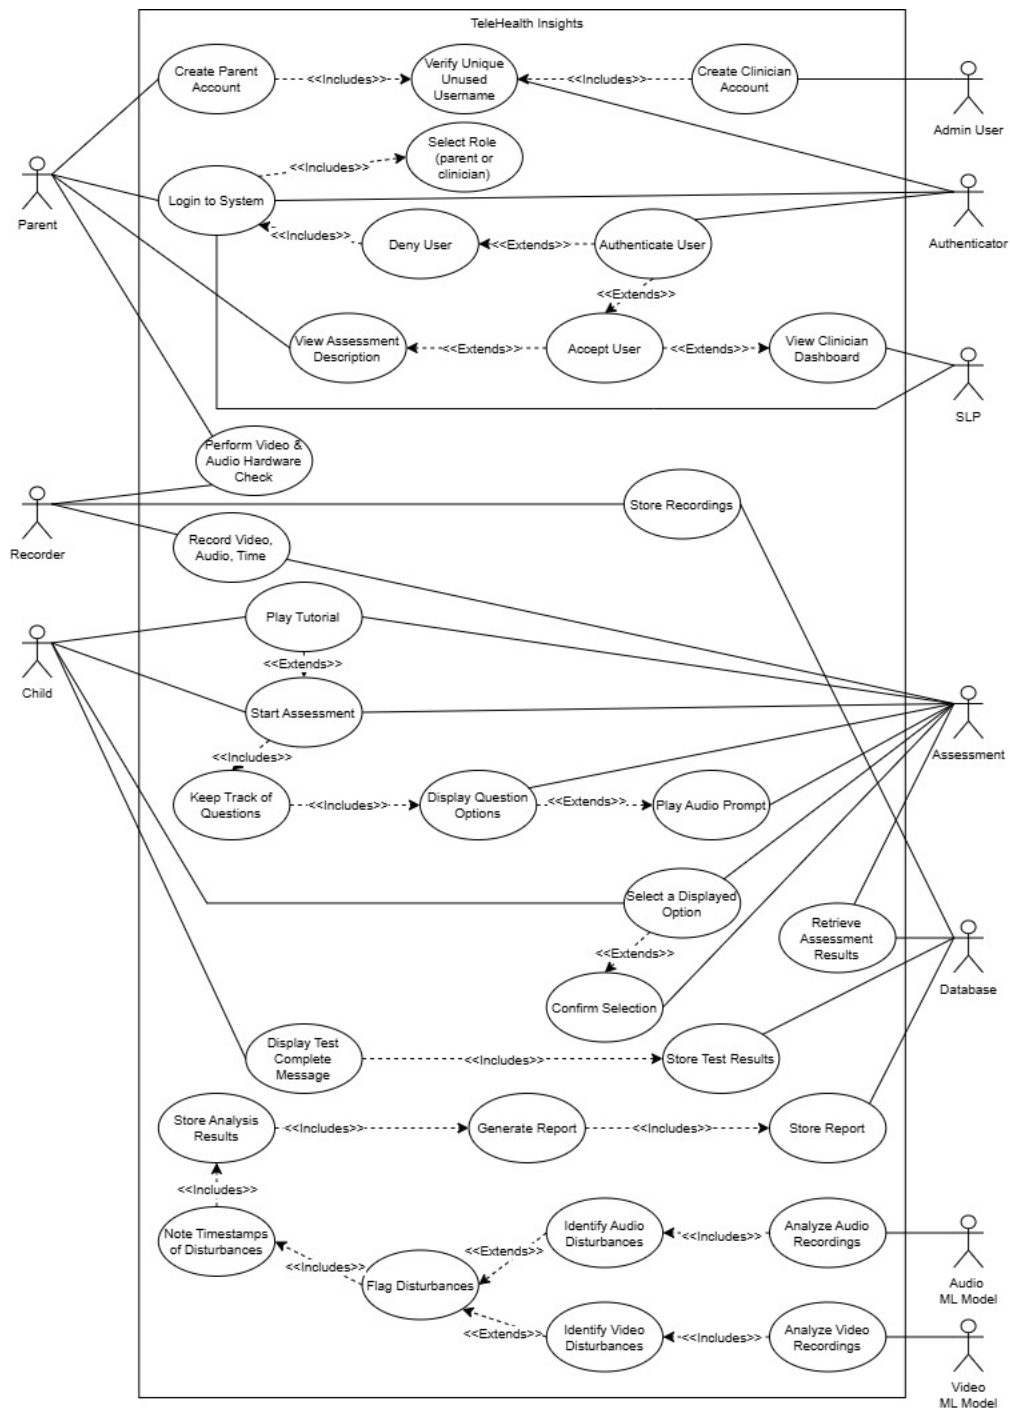 TeleHealth Insights
Create Parent
Account
<<Includes>>
Verify Unique
Unused
Username
<<Includes>>
Create Clinician
Account
Admin User
Select Role
(parent or
clinician)
<<Includes>>
Parent
Login to System
Authenticator
<<Includes>>
Deny User
<<Extends>>
Authenticate User
<<Extends>>
View Assessment
Description
<<Extends>>
Accept User
<<Extends>>
View Clinician
Dashboard
SLP
Perform Video &
Audio Hardware
Check
Store Recordings
Recorder
Record Video,
Audio, Time
Play Tutorial
<<Extends>>
Child
Start Assessment
Assessment
<<Includes>>
Keep Track of
Questions
<<Includes>>
Display Question
Options
<<Extends>>
Play Audio Prompt
Select a Displayed
Option
Retrieve
Assessment
Results
<<Extends>>
Database
Confirm Selection
Display Test
Complete
Message
<<Includes>>
Store Test Results
Store Analysis
Results
<<Includes>>
Generate Report
<<Includes>>
Store Report
<<Includes>>
Note Timestamps
of Disturbances
<<Includes>>
Flag Disturbances
<<Extends>>
Identify Audio
Disturbances
<<Includes>>
Analyze Audio
Recordings
Audio
ML Model
<<Extends>>
Identify Video
Disturbances
<<Includes>>
Analyze Video
Recordings
Video
ML Model